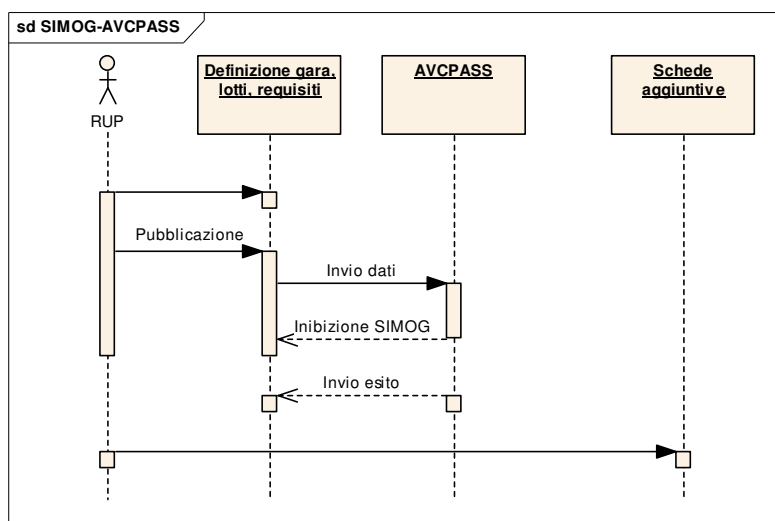 sd SIMOG-AVCPASS
RUP
Definizione gara,
lotti, requisiti
AVCPASS
Schede
aggiuntive
Pubblicazione
Invio dati
Inibizione SIMOG
Invio esito